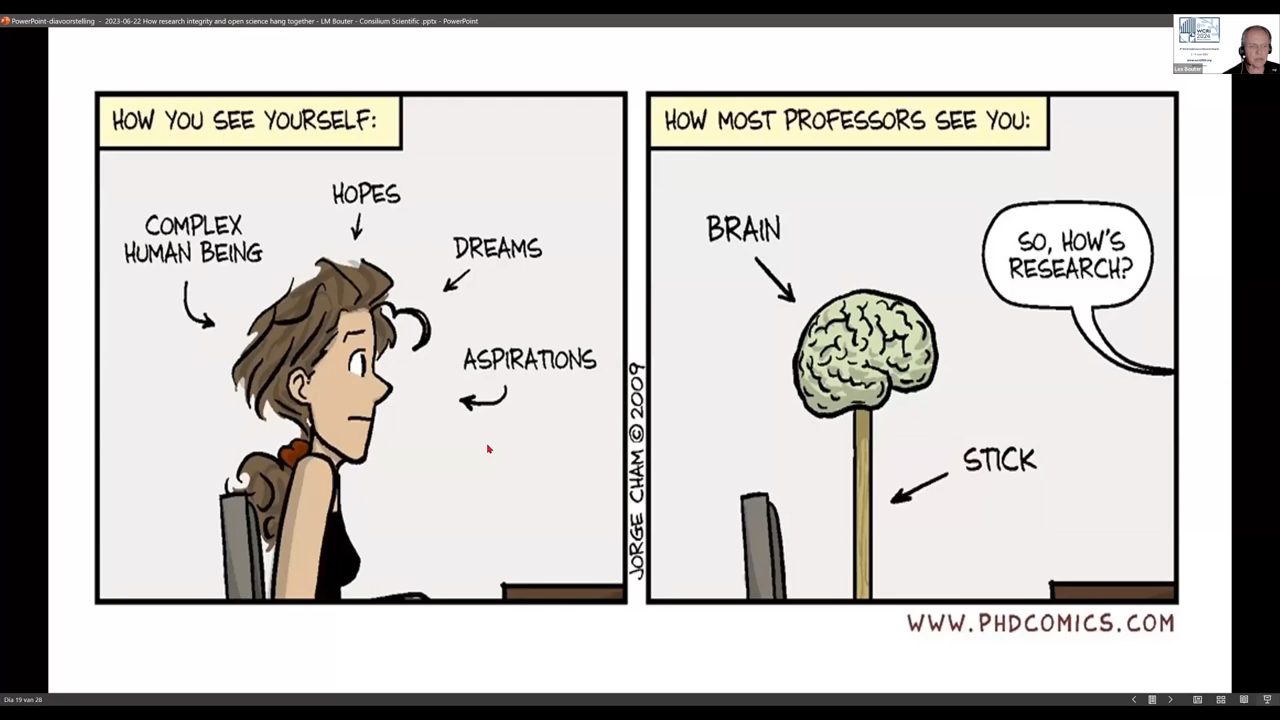 PowerPoint-diavoorstelling - 2023-06-22 How research integrity and open science hang together - LM Bouter - Consilium Scientific .pptx - PowerPoint
WCRI
2024
Lex Bouter
HOW YOU SEE YOURSELF:
HOPES
COMPLEX
HUMAN BEING
DREAMS
ASPIRATIONS
JORGE CHAM © 2009
HOW MOST PROFESSORS SEE YOU:
BRAIN
SO, HOW'S
RESEARCH?
STICK
WWW.PHDCOMICS.COM
Dia 19 van 28